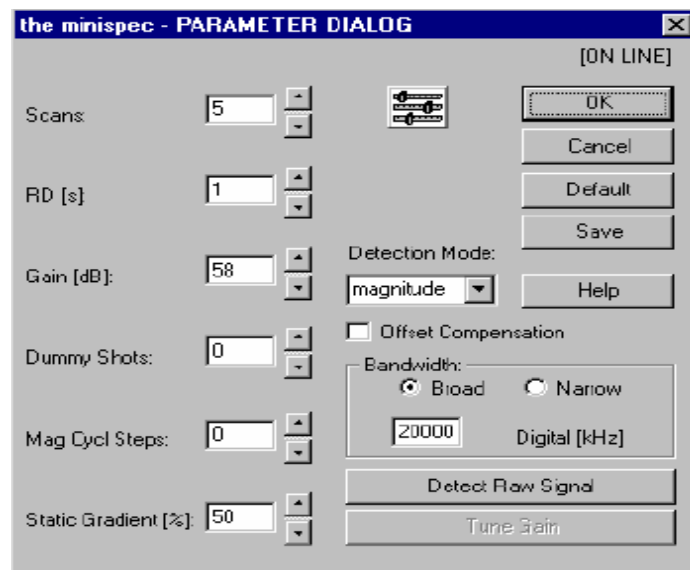 the minispec - PARAMETER DIALOG
[ON LINE]
Scans: 5
OK
Cancel
RD [s]: 1
Default
Save
Detection Mode:
Gain [dB]: 58
magnitude
Help
Offset Compensation
Dummy Shots: 0
Bandwidth:
Broad Narrow
Mag Cycl Steps: 0
20000 Digital [kHz]
Detect Raw Signal
Static Gradient [%]: 50
Tune Gain